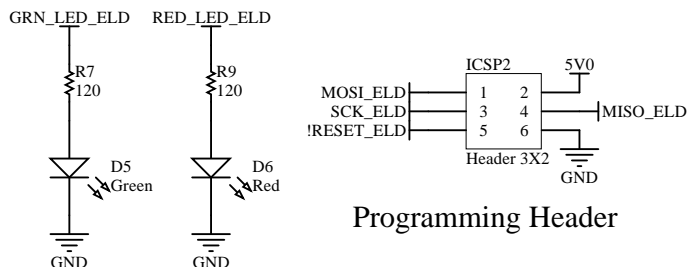 GRN_LED_ELD
RED_LED_ELD
R7
120
R9
120
D5
Green
D6
Red
GND
GND
ICSP2
5V0
MOSI_ELD 1 2
SCK_ELD 3 4 MISO_ELD
!RESET_ELD 5 6
Header 3X2
GND
Programming Header